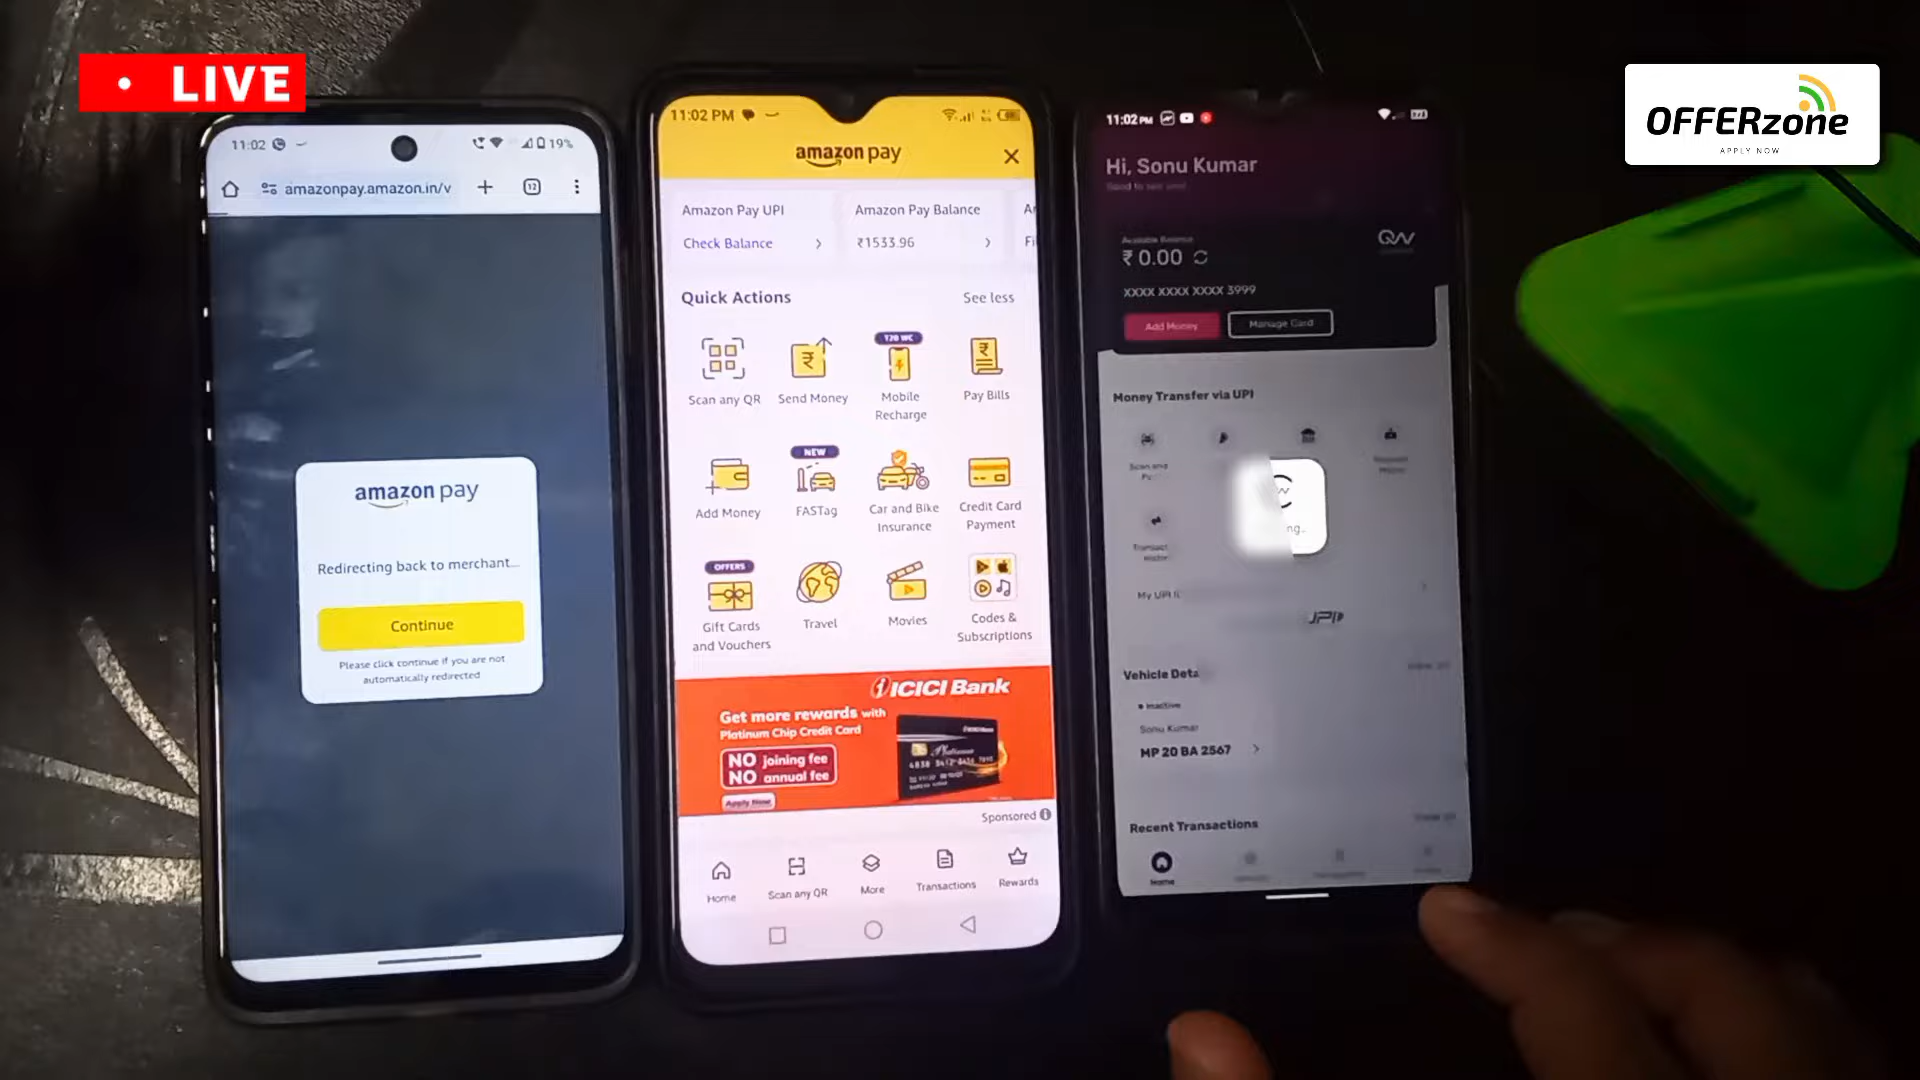 LIVE
OFFERzone
APPLY NOW
11:02
19%
amazonpay.amazon.in/v
12
amazon pay
Redirecting back to merchant...
Continue
Please click continue if you are not
automatically redirected
11:02 PM
amazon pay
Amazon Pay UPI
Check Balance
Amazon Pay Balance
₹1533.96
Quick Actions
See less
Scan any QR
Send Money
T20 WC
Mobile
Recharge
Pay Bills
Add Money
NEW
FASTag
Car and Bike
Insurance
Credit Card
Payment
OFFERS
Gift Cards
and Vouchers
Travel
Movies
Codes &
Subscriptions
ICICI Bank
Get more rewards with
Platinum Chip Credit Card
NO joining fee
NO annual fee
Apply Now
Sponsored
Home
Scan any QR
More
Transactions
Rewards
11:02 PM
Hi, Sonu Kumar
Available Balance
₹ 0.00
XXXX XXXX XXXX 3999
Add Money
Manage Card
Money Transfer via UPI
My UPI
Vehicle Deta
Inactive
Sonu Kumar
MP 20 BA 2567
Recent Transactions
Home